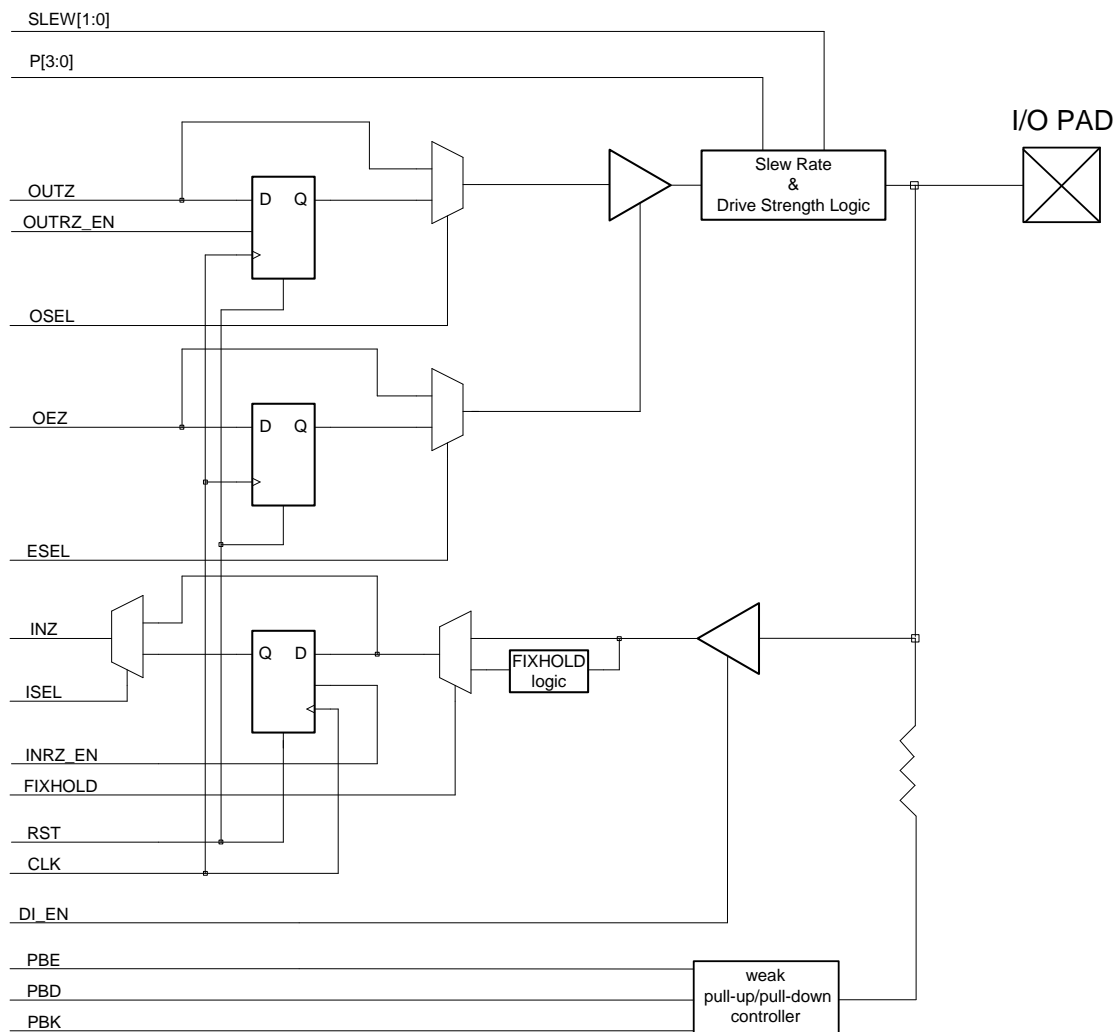 SLEW[1:0]
P[3:0]
I/O PAD
Slew Rate
&
Drive Strength Logic
OUTZ
D Q
OUTRZ_EN
OSEL
OEZ
D Q
ESEL
INZ
Q D
FIXHOLD
logic
ISEL
INRZ_EN
FIXHOLD
RST
CLK
DI_EN
PBE
PBD
PBK
weak
pull-up/pull-down
controller